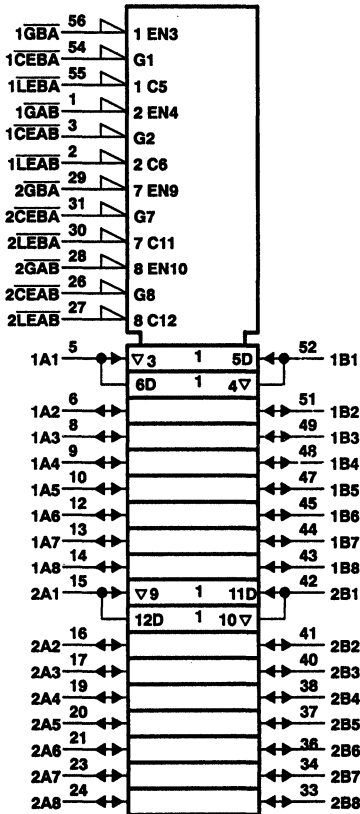 1GBA 56 1 EN3
1CEBA 54 G1
1LEBA 55 1 C5
1GAB 1 2 EN4
1CEAB 3 G2
1LEAB 2 2 C6
2GBA 29 7 EN9
2CEBA 31 G7
2LEBA 30 7 C11
2GAB 28 8 EN10
2CEAB 26 G8
2LEAB 27 8 C12
1A1 5 ▽3 1 5D 52 1B1
6D 1 4▽
1A2 6 51 1B2
1A3 8 49 1B3
1A4 9 48 1B4
1A5 10 47 1B5
1A6 12 45 1B6
1A7 13 44 1B7
1A8 14 43 1B8
2A1 15 ▽9 1 11D 42 2B1
12D 1 10▽
2A2 16 41 2B2
2A3 17 40 2B3
2A4 19 38 2B4
2A5 20 37 2B5
2A6 21 36 2B6
2A7 23 34 2B7
2A8 24 33 2B8